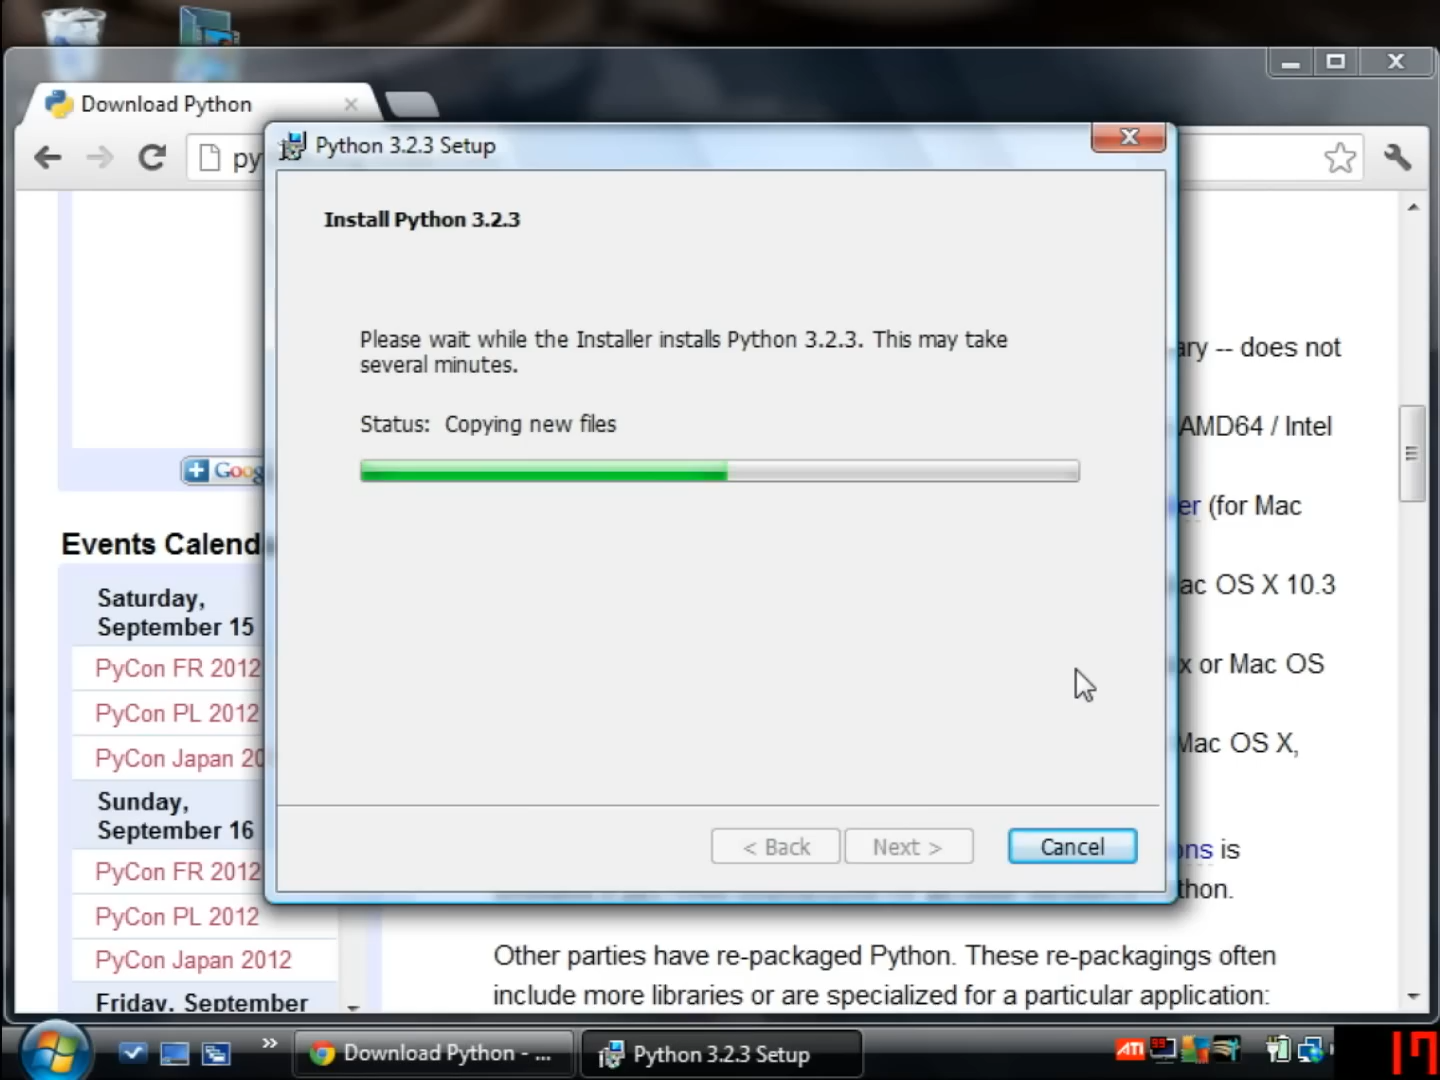 Download Python
py
Python 3.2.3 Setup
Install Python 3.2.3
Please wait while the Installer installs Python 3.2.3. This may take
several minutes.
Status: Copying new files
< Back
Next >
Cancel
ary -- does not
AMD64 / Intel
er (for Mac
ac OS X 10.3
x or Mac OS
Mac OS X,
ons is
thon.
Goog
Events Calend
Saturday,
September 15
PyCon FR 2012
PyCon PL 2012
PyCon Japan 20
Sunday,
September 16
PyCon FR 2012
PyCon PL 2012
PyCon Japan 2012
Friday, September
Other parties have re-packaged Python. These re-packagings often
include more libraries or are specialized for a particular application:
Download Python - ...
Python 3.2.3 Setup
ATI
99
17